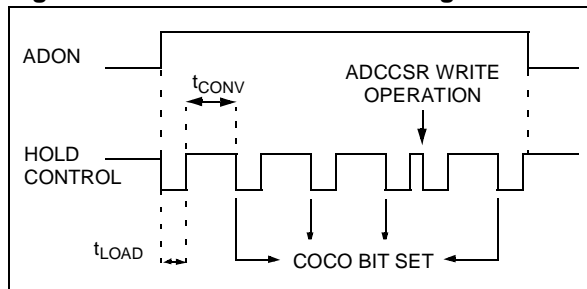 ADON
ADCCSR WRITE
OPERATION
tCONV
HOLD
CONTROL
tLOAD
COCO BIT SET